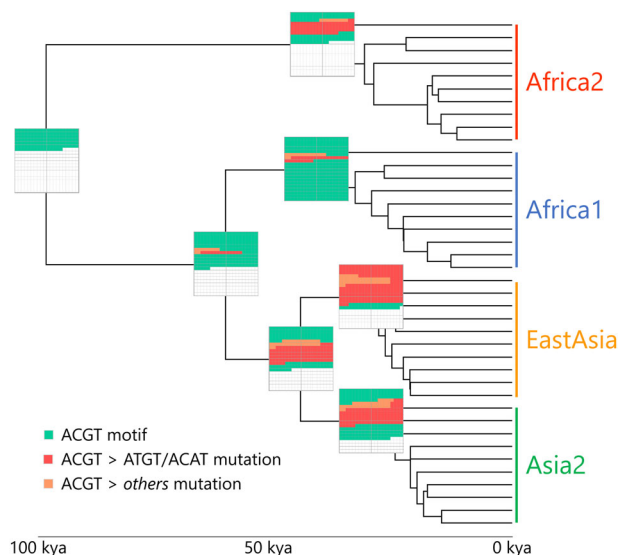 Africa2
Africa1
EastAsia
Asia2
ACGT motif
ACGT > ATGT/ACAT mutation
ACGT > others mutation
100 kya
50 kya
0 kya